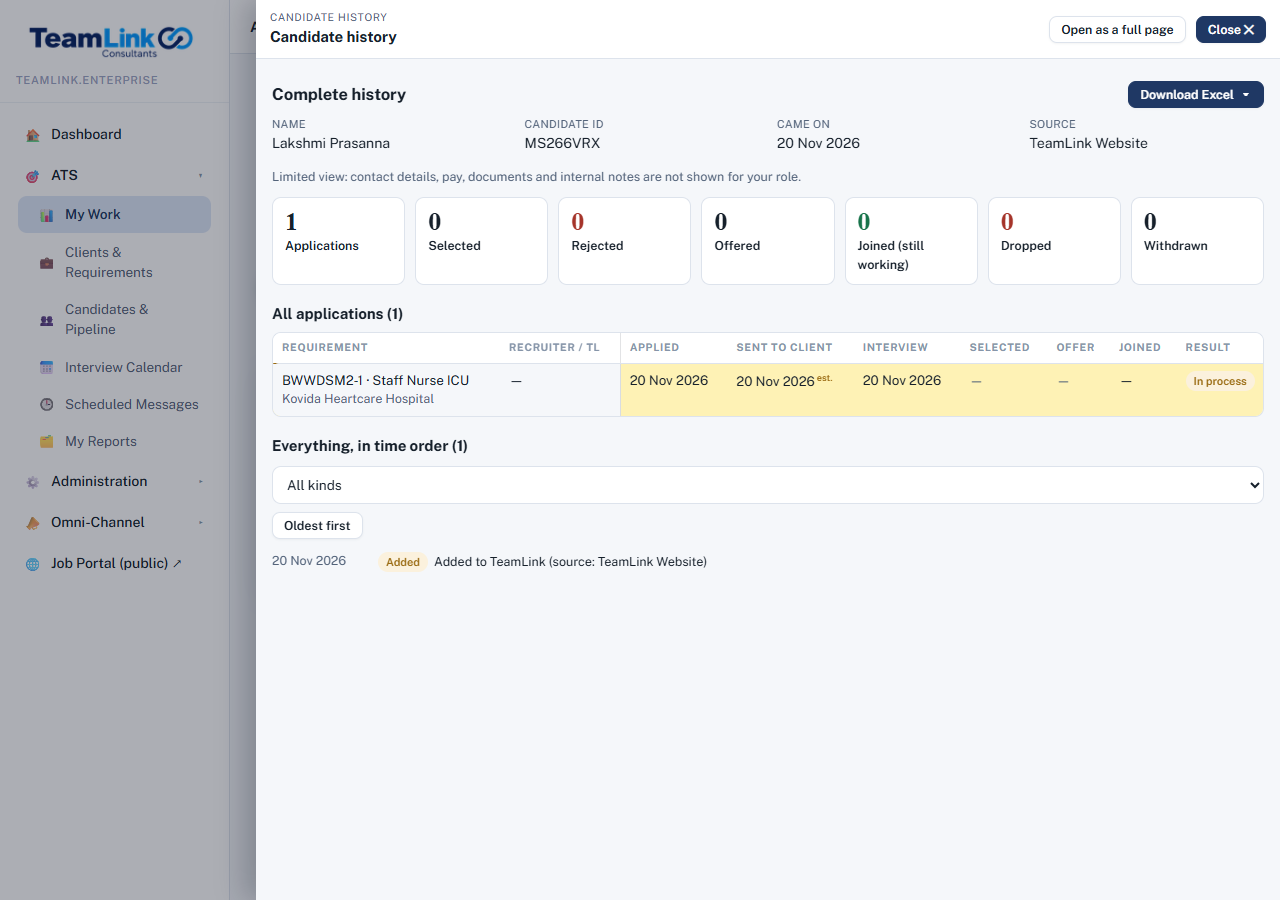 TeamLink
Consultants
TEAMLINK.ENTERPRISE
Dashboard
ATS
My Work
Clients &
Requirements
Candidates &
Pipeline
Interview Calendar
Scheduled Messages
My Reports
Administration
Omni-Channel
Job Portal (public) ↗
CANDIDATE HISTORY
Candidate history
Open as a full page
Close ✕
Complete history
Download Excel
NAME CANDIDATE ID CAME ON SOURCE
Lakshmi Prasanna MS266VRX 20 Nov 2026 TeamLink Website
Limited view: contact details, pay, documents and internal notes are not shown for your role.
1 0 0 0 0 0 0
Applications Selected Rejected Offered Joined (still working) Dropped Withdrawn
All applications (1)
REQUIREMENT RECRUITER / TL APPLIED SENT TO CLIENT INTERVIEW SELECTED OFFER JOINED RESULT
BWWDSM2-1 · Staff Nurse ICU — 20 Nov 2026 20 Nov 2026 est. 20 Nov 2026 — — — In process
Kovida Heartcare Hospital
Everything, in time order (1)
All kinds
Oldest first
20 Nov 2026 Added Added to TeamLink (source: TeamLink Website)